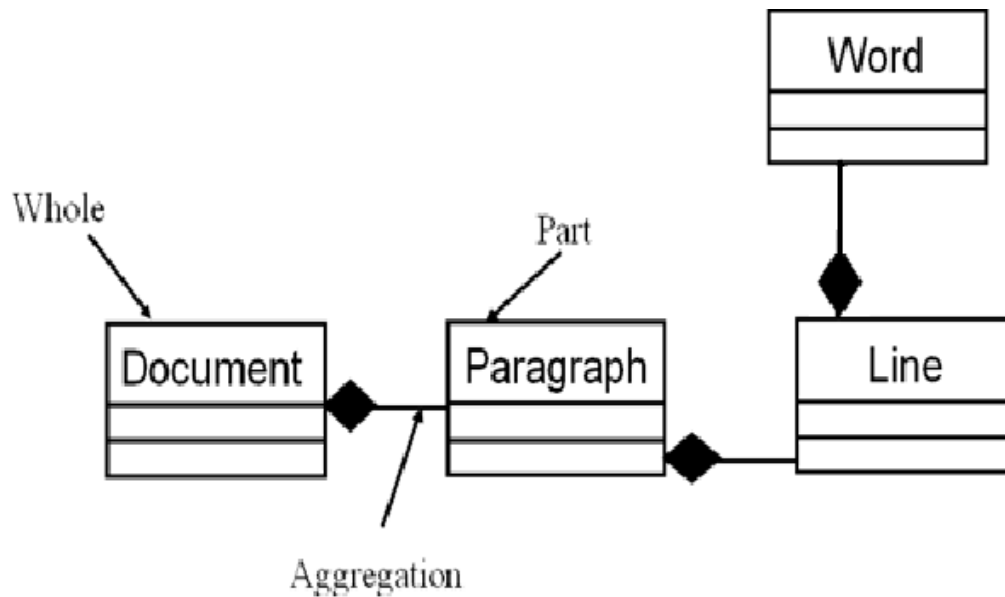 Word
Whole
Part
Document
Paragraph
Line
Aggregation